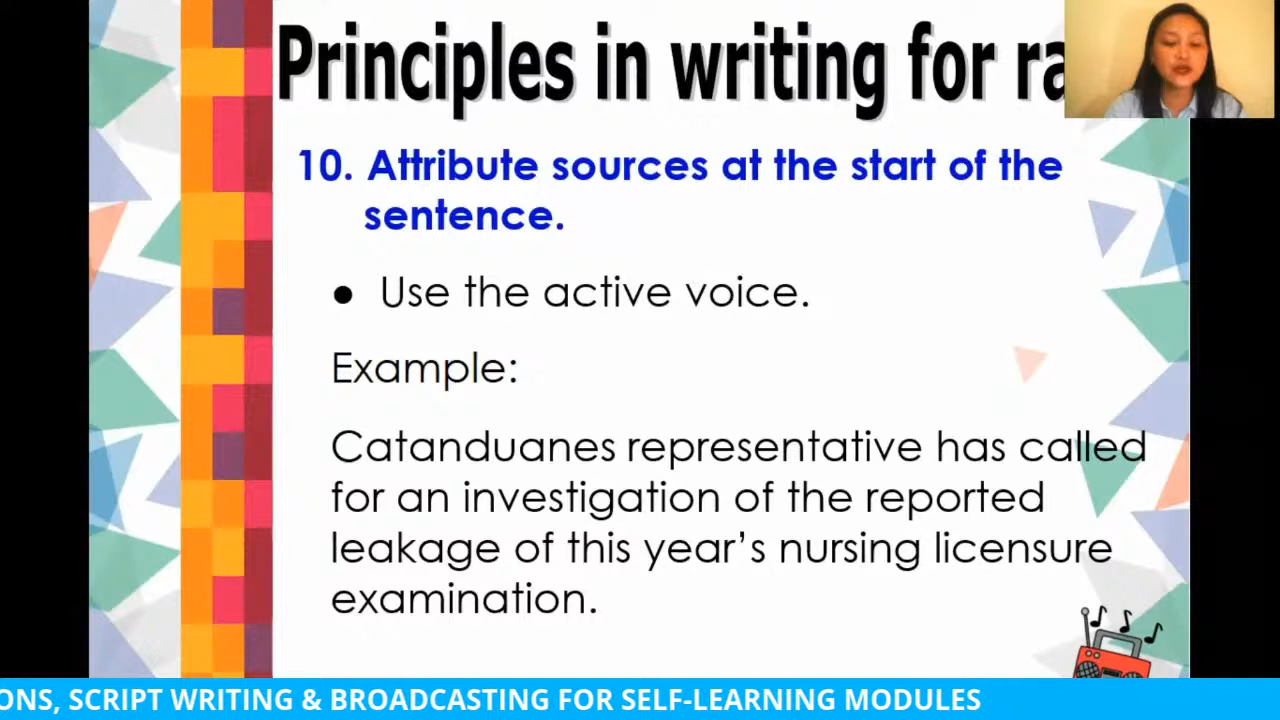 Principles in writing for ra
10. Attribute sources at the start of the
sentence.
● Use the active voice.
Example:
Catanduanes representative has called
for an investigation of the reported
leakage of this year’s nursing licensure
examination.
ONS, SCRIPT WRITING & BROADCASTING FOR SELF-LEARNING MODULES